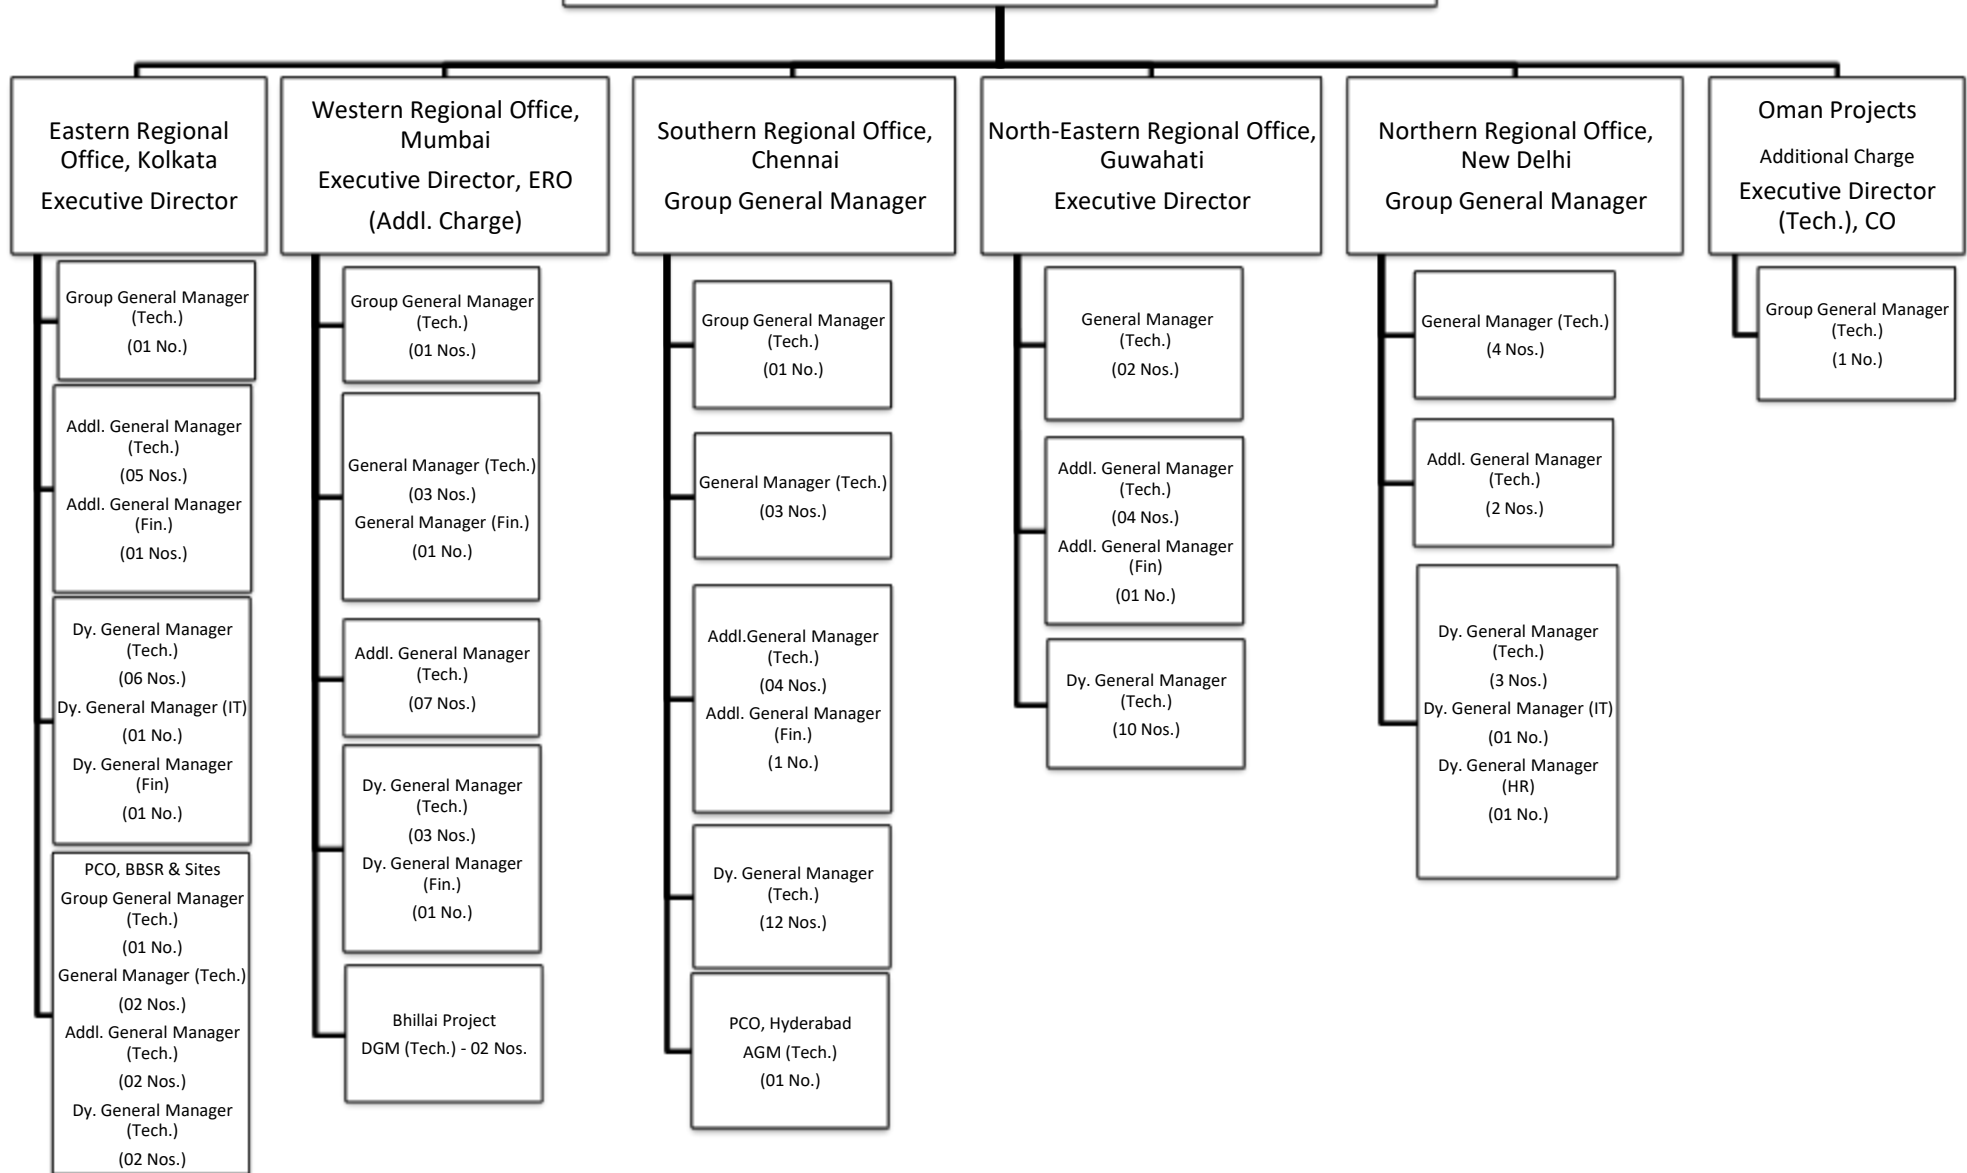 Eastern Regional
Office, Kolkata
Executive Director
Group General Manager
(Tech.)
(01 No.)
Addl. General Manager
(Tech.)
(05 Nos.)
Addl. General Manager
(Fin.)
(01 Nos.)
Dy. General Manager
(Tech.)
(06 Nos.)
Dy. General Manager (IT)
(01 No.)
Dy. General Manager
(Fin)
(01 No.)
PCO, BBSR & Sites
Group General Manager
(Tech.)
(01 No.)
General Manager (Tech.)
(02 Nos.)
Addl. General Manager
(Tech.)
(02 Nos.)
Dy. General Manager
(Tech.)
(02 Nos.)
Western Regional Office,
Mumbai
Executive Director, ERO
(Addl. Charge)
Group General Manager
(Tech.)
(01 Nos.)
General Manager (Tech.)
(03 Nos.)
General Manager (Fin.)
(01 No.)
Addl. General Manager
(Tech.)
(07 Nos.)
Dy. General Manager
(Tech.)
(03 Nos.)
Dy. General Manager
(Fin.)
(01 No.)
Bhillai Project
DGM (Tech.) - 02 Nos.
Southern Regional Office,
Chennai
Group General Manager
Group General Manager
(Tech.)
(01 No.)
General Manager (Tech.)
(03 Nos.)
Addl.General Manager
(Tech.)
(04 Nos.)
Addl. General Manager
(Fin.)
(1 No.)
Dy. General Manager
(Tech.)
(12 Nos.)
PCO, Hyderabad
AGM (Tech.)
(01 No.)
North-Eastern Regional Office,
Guwahati
Executive Director
General Manager
(Tech.)
(02 Nos.)
Addl. General Manager
(Tech.)
(04 Nos.)
Addl. General Manager
(Fin)
(01 No.)
Dy. General Manager
(Tech.)
(10 Nos.)
Northern Regional Office,
New Delhi
Group General Manager
General Manager (Tech.)
(4 Nos.)
Addl. General Manager
(Tech.)
(2 Nos.)
Dy. General Manager
(Tech.)
(3 Nos.)
Dy. General Manager (IT)
(01 No.)
Dy. General Manager
(HR)
(01 No.)
Oman Projects
Additional Charge
Executive Director
(Tech.), CO
Group General Manager
(Tech.)
(1 No.)